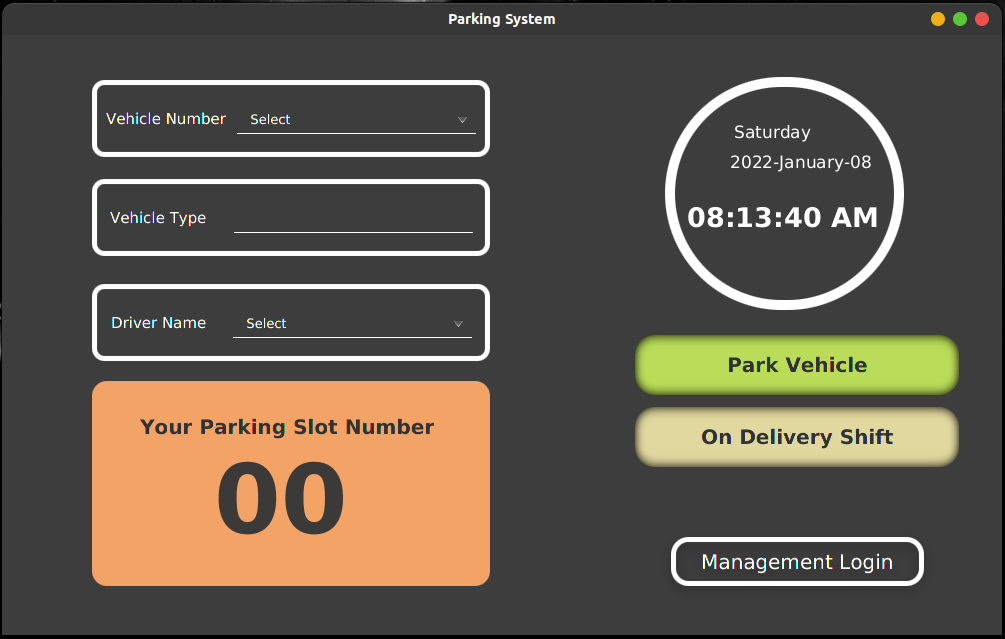 Parking System
Vehicle Number Select
Vehicle Type
Driver Name Select
Your Parking Slot Number
00
Saturday
2022-January-08
08:13:40 AM
Park Vehicle
On Delivery Shift
Management Login